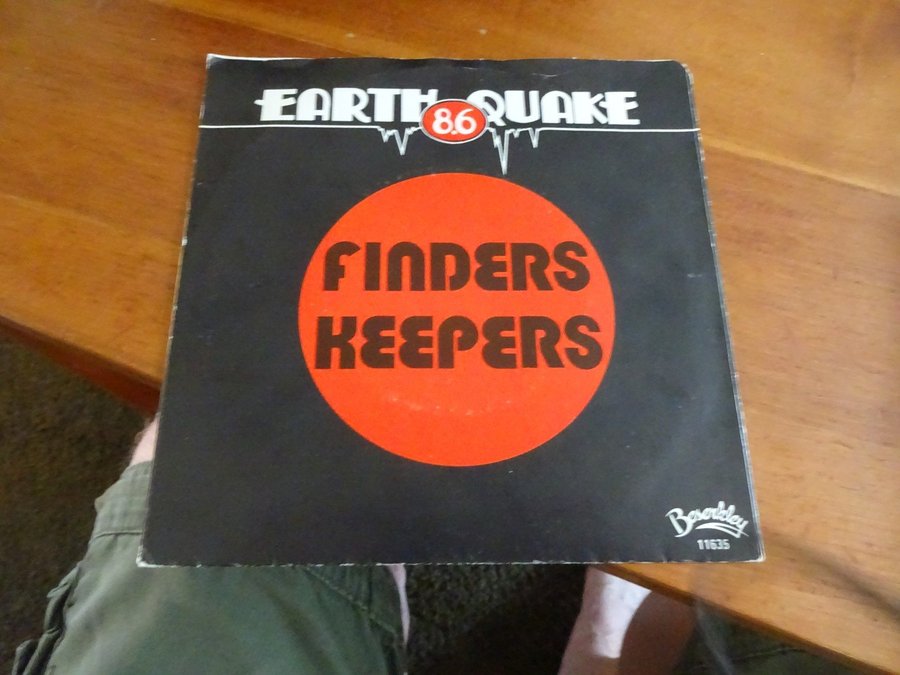 EARTH QUAKE
8.6
FINDERS
KEEPERS
Beserkley
11635